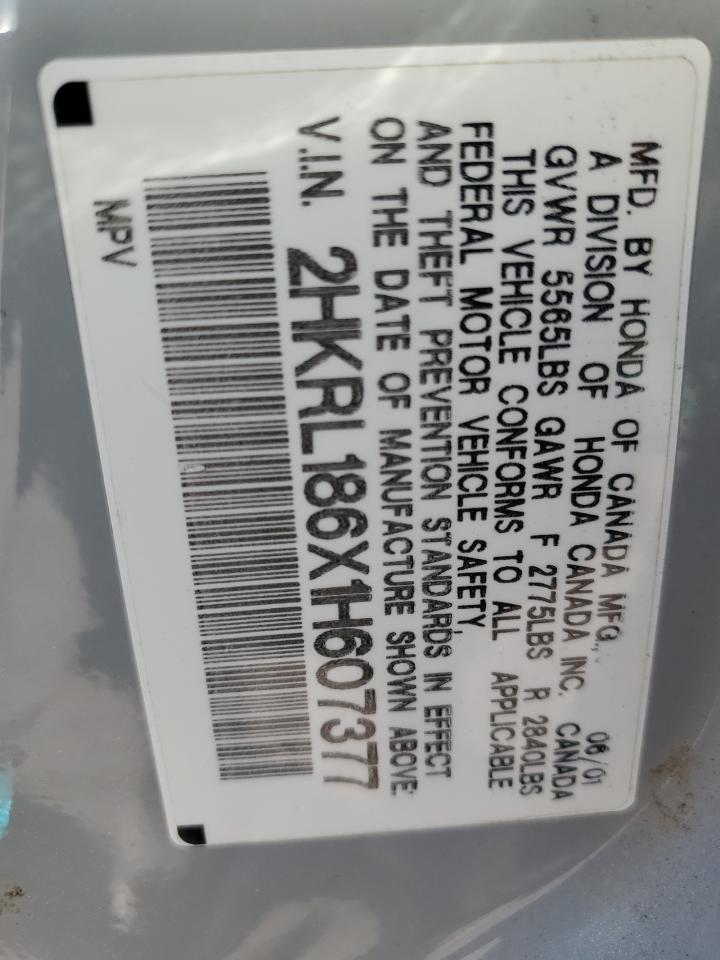 MFD. BY HONDA OF CANADA MFG., 06/01
A DIVISION OF HONDA CANADA INC. CANADA
GVWR 5565LBS GAWR F 2775LBS R 2840LBS
THIS VEHICLE CONFORMS TO ALL APPLICABLE
FEDERAL MOTOR VEHICLE SAFETY,
AND THEFT PREVENTION STANDARDS IN EFFECT
ON THE DATE OF MANUFACTURE SHOWN ABOVE.
V.I.N. 2HKRL186X1H607377
MPV